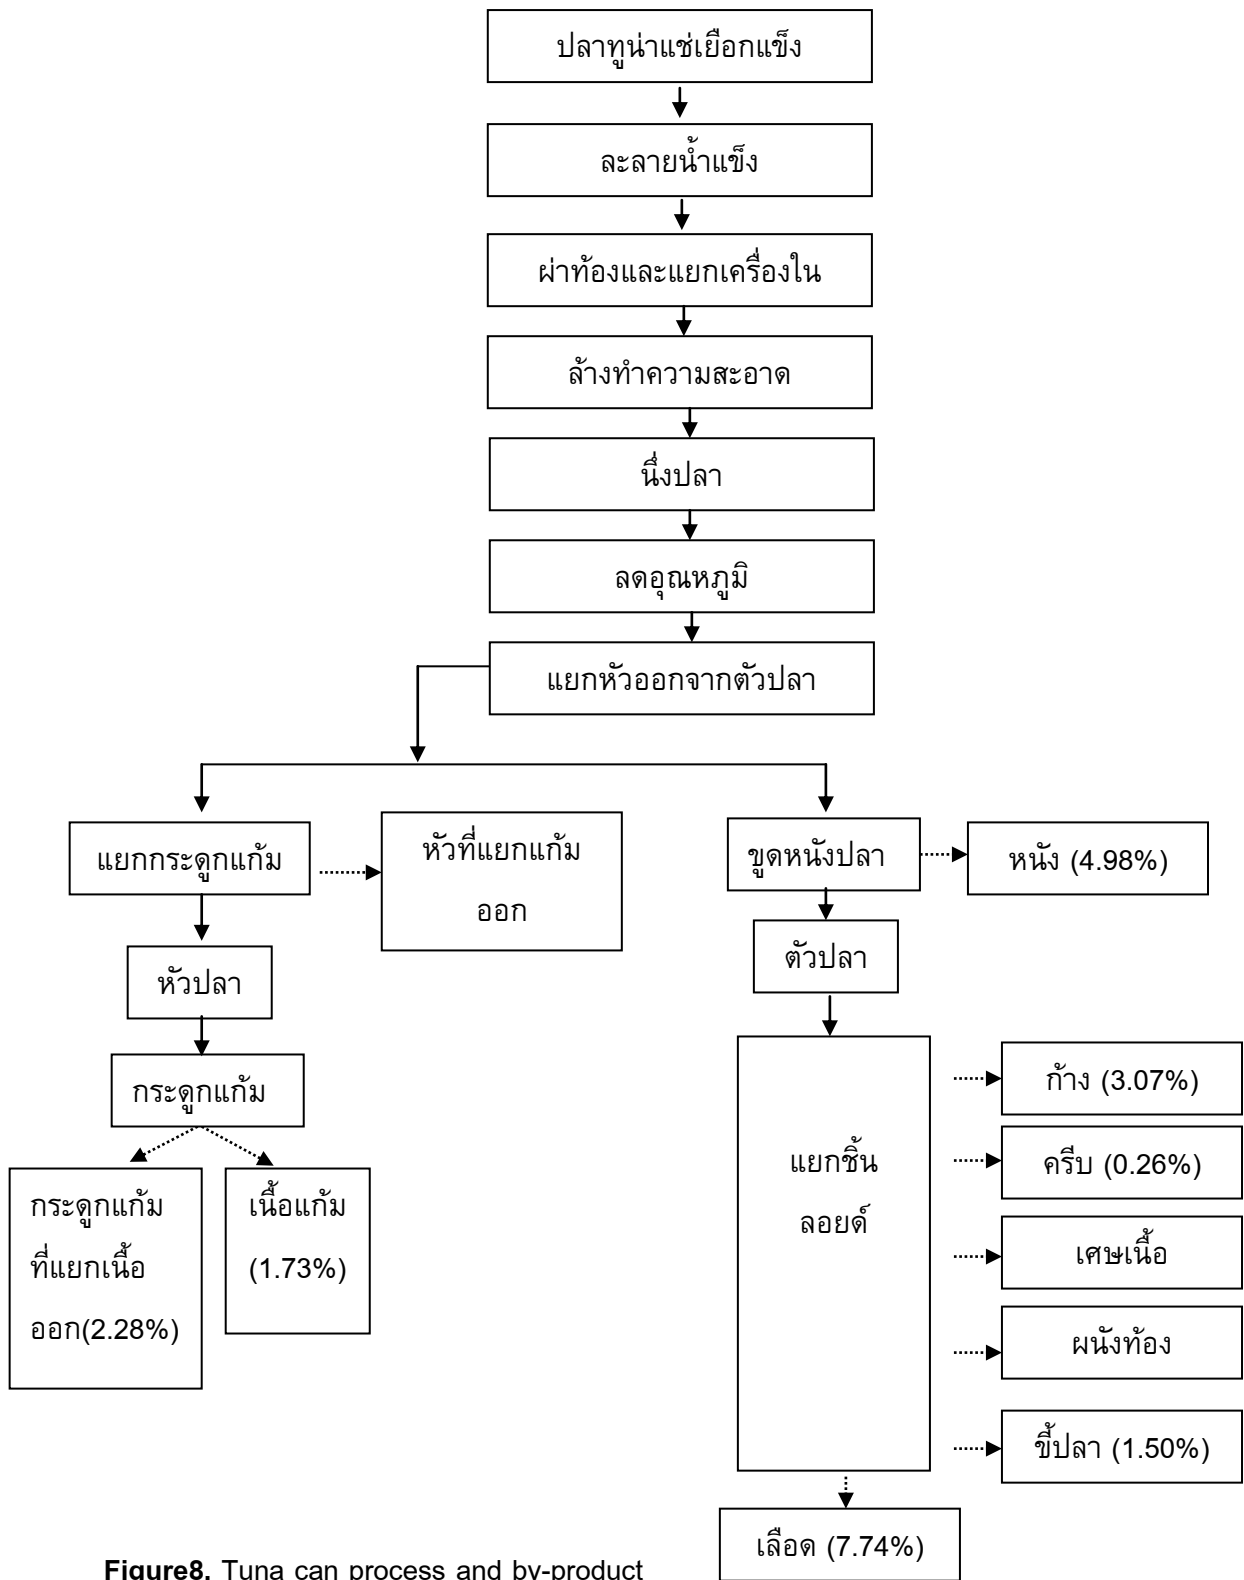 ปลาทูน่าแช่เยือกแข็ง
ละลายน้ำแข็ง
ผ่าท้องและแยกเครื่องใน
ล้างทำความสะอาด
นึ่งปลา
ลดอุณหภูมิ
แยกหัวออกจากตัวปลา
แยกกระดูกแก้ม
หัวที่แยกแก้ม
ออก
ขูดหนังปลา
หนัง (4.98%)
หัวปลา
ตัวปลา
กระดูกแก้ม
กระดูกแก้ม
ที่แยกเนื้อ
ออก(2.28%)
เนื้อแก้ม
(1.73%)
แยกชิ้น
ลอยด์
ก้าง (3.07%)
ครีบ (0.26%)
เศษเนื้อ
ผนังท้อง
ขี้ปลา (1.50%)
เลือด (7.74%)
Figure8. Tuna can process and by-product